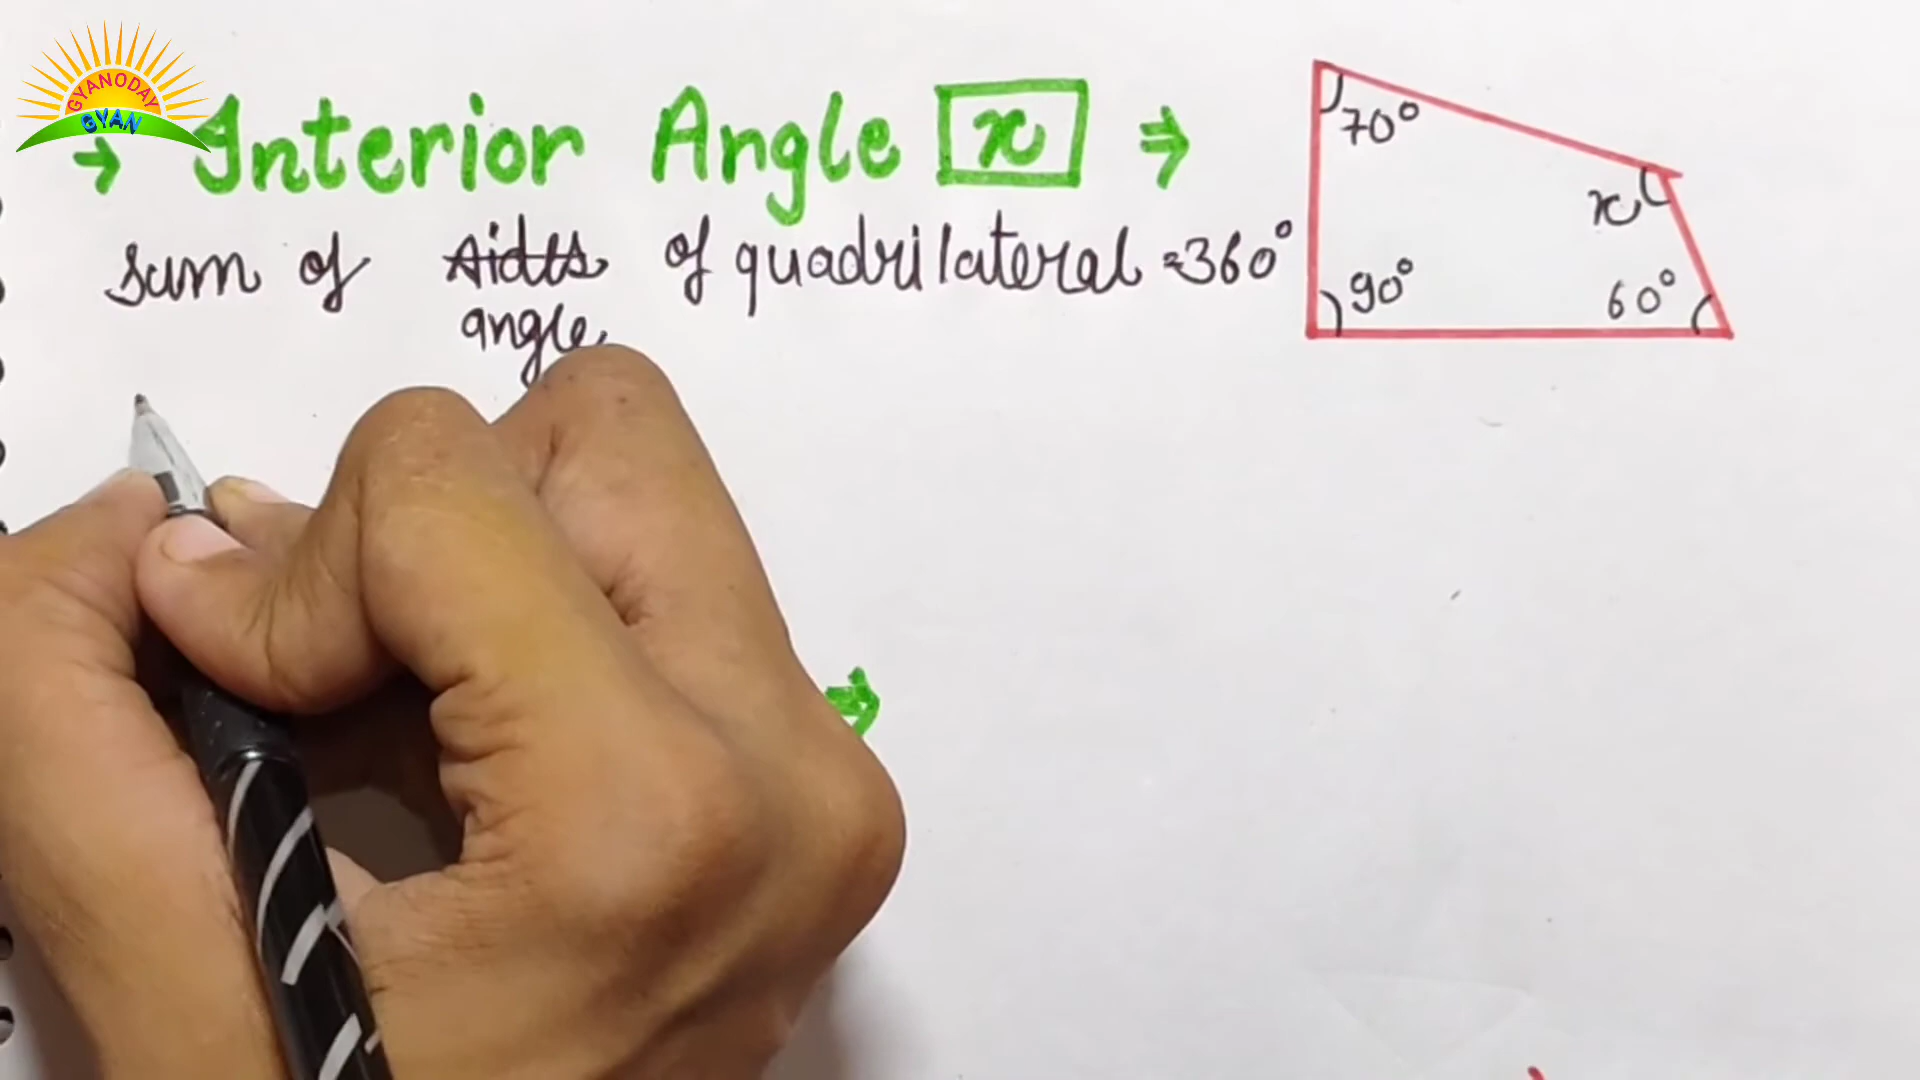 GYANODAY
GYAN
→ Interior Angle x ⇒
Sum of sides of quadrilateral = 360°
angle
70°
x
90°
60°
⇒